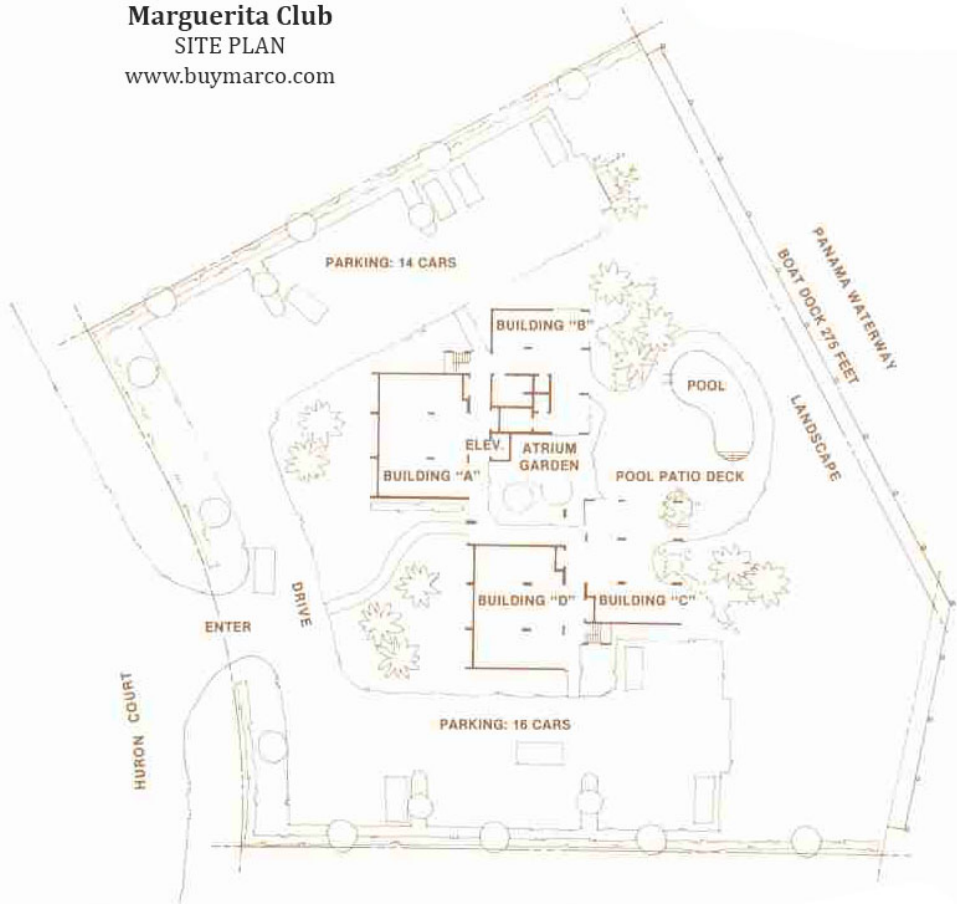 Marguerita Club
SITE PLAN
www.buymarco.com
PARKING: 14 CARS
PANAMA WATERWAY
BOAT DOCK 275 FEET
LANDSCAPE
BUILDING "B"
POOL
ELEV.
ATRIUM
GARDEN
BUILDING "A"
POOL PATIO DECK
DRIVE
BUILDING "D"
BUILDING "C"
ENTER
HURON COURT
PARKING: 16 CARS